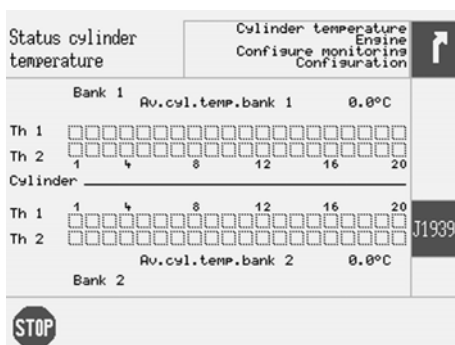 Status cylinder
temperature
Cylinder temperature
Engine
Configure monitoring
Configuration
Bank 1
Av.cyl.temp.bank 1 0.0°C
Th 1
Th 2
1 4 8 12 16 20
Cylinder
1 4 8 12 16 20
Th 1
Th 2
J1939
Av.cyl.temp.bank 2 0.0°C
Bank 2
STOP